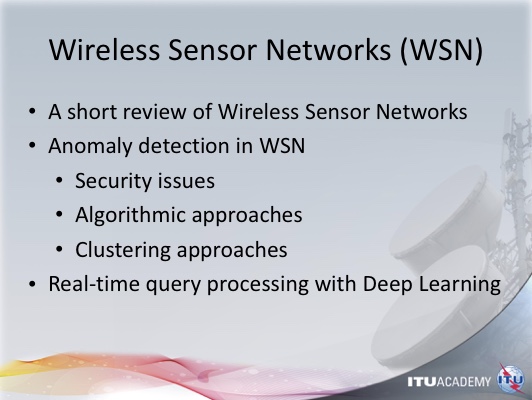 Wireless Sensor Networks (WSN)
• A short review of Wireless Sensor Networks
• Anomaly detection in WSN
• Security issues
• Algorithmic approaches
• Clustering approaches
• Real-time query processing with Deep Learning
ITUACADEMY ITU